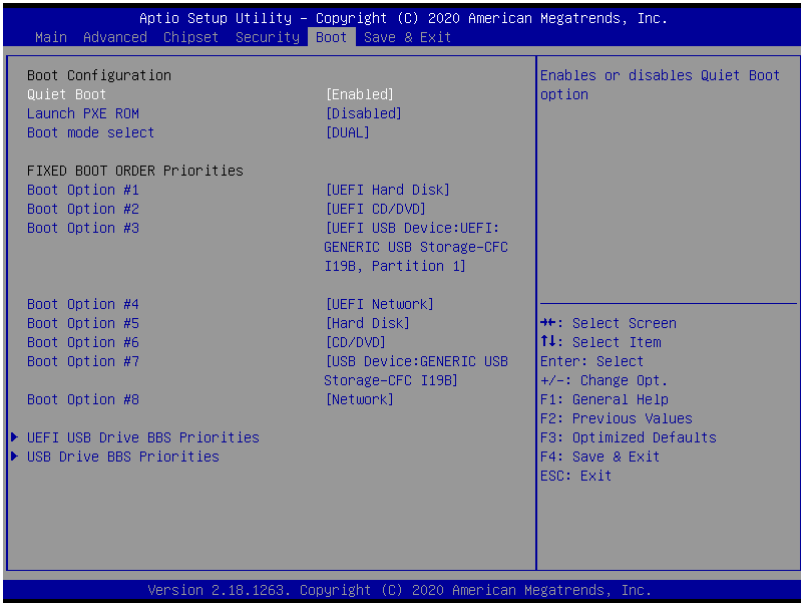 Aptio Setup Utility – Copyright (C) 2020 American Megatrends, Inc.
Main Advanced Chipset Security Boot Save & Exit
Boot Configuration
Quiet Boot [Enabled]
Launch PXE ROM [Disabled]
Boot mode select [DUAL]
FIXED BOOT ORDER Priorities
Boot Option #1 [UEFI Hard Disk]
Boot Option #2 [UEFI CD/DVD]
Boot Option #3 [UEFI USB Device:UEFI:
GENERIC USB Storage-CFC
I19B, Partition 1]
Boot Option #4 [UEFI Network]
Boot Option #5 [Hard Disk]
Boot Option #6 [CD/DVD]
Boot Option #7 [USB Device:GENERIC USB
Storage-CFC I19B]
Boot Option #8 [Network]
UEFI USB Drive BBS Priorities
USB Drive BBS Priorities
Enables or disables Quiet Boot
option
→←: Select Screen
↑↓: Select Item
Enter: Select
+/-: Change Opt.
F1: General Help
F2: Previous Values
F3: Optimized Defaults
F4: Save & Exit
ESC: Exit
Version 2.18.1263. Copyright (C) 2020 American Megatrends, Inc.